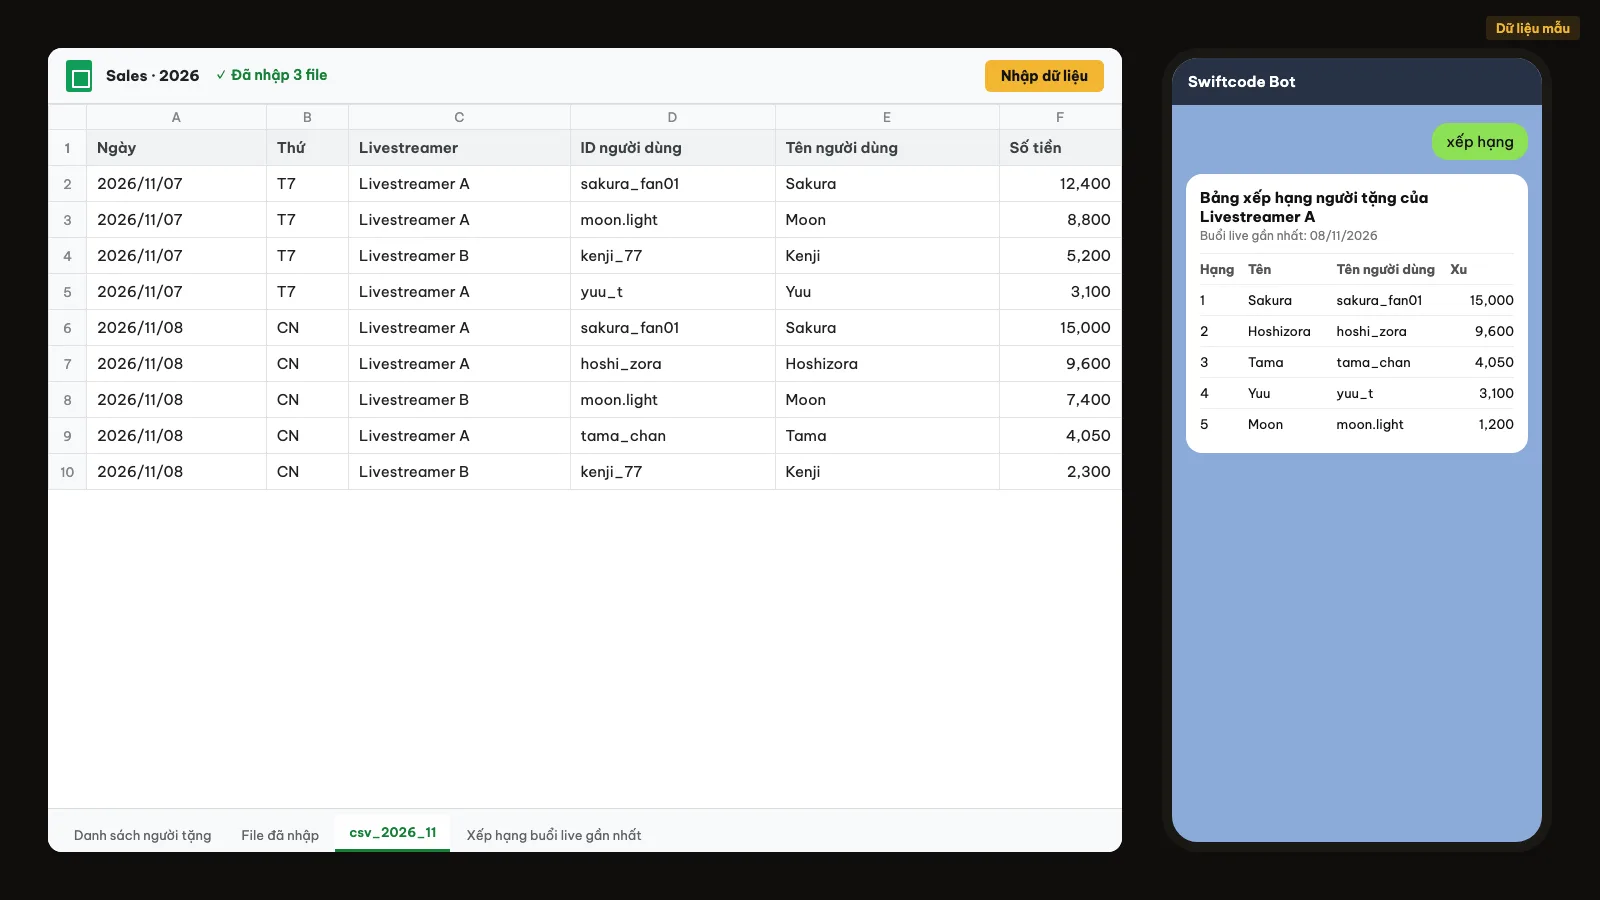 Dữ liệu mẫu
Sales · 2026 ✓ Đã nhập 3 file
Nhập dữ liệu
A B C D E F
1 Ngày Thứ Livestreamer ID người dùng Tên người dùng Số tiền
2 2026/11/07 T7 Livestreamer A sakura_fan01 Sakura 12,400
3 2026/11/07 T7 Livestreamer A moon.light Moon 8,800
4 2026/11/07 T7 Livestreamer B kenji_77 Kenji 5,200
5 2026/11/07 T7 Livestreamer A yuu_t Yuu 3,100
6 2026/11/08 CN Livestreamer A sakura_fan01 Sakura 15,000
7 2026/11/08 CN Livestreamer A hoshi_zora Hoshizora 9,600
8 2026/11/08 CN Livestreamer B moon.light Moon 7,400
9 2026/11/08 CN Livestreamer A tama_chan Tama 4,050
10 2026/11/08 CN Livestreamer B kenji_77 Kenji 2,300
Danh sách người tặng File đã nhập csv_2026_11 Xếp hạng buổi live gần nhất
Swiftcode Bot
xếp hạng
Bảng xếp hạng người tặng của
Livestreamer A
Buổi live gần nhất: 08/11/2026
Hạng Tên Tên người dùng Xu
1 Sakura sakura_fan01 15,000
2 Hoshizora hoshi_zora 9,600
3 Tama tama_chan 4,050
4 Yuu yuu_t 3,100
5 Moon moon.light 1,200